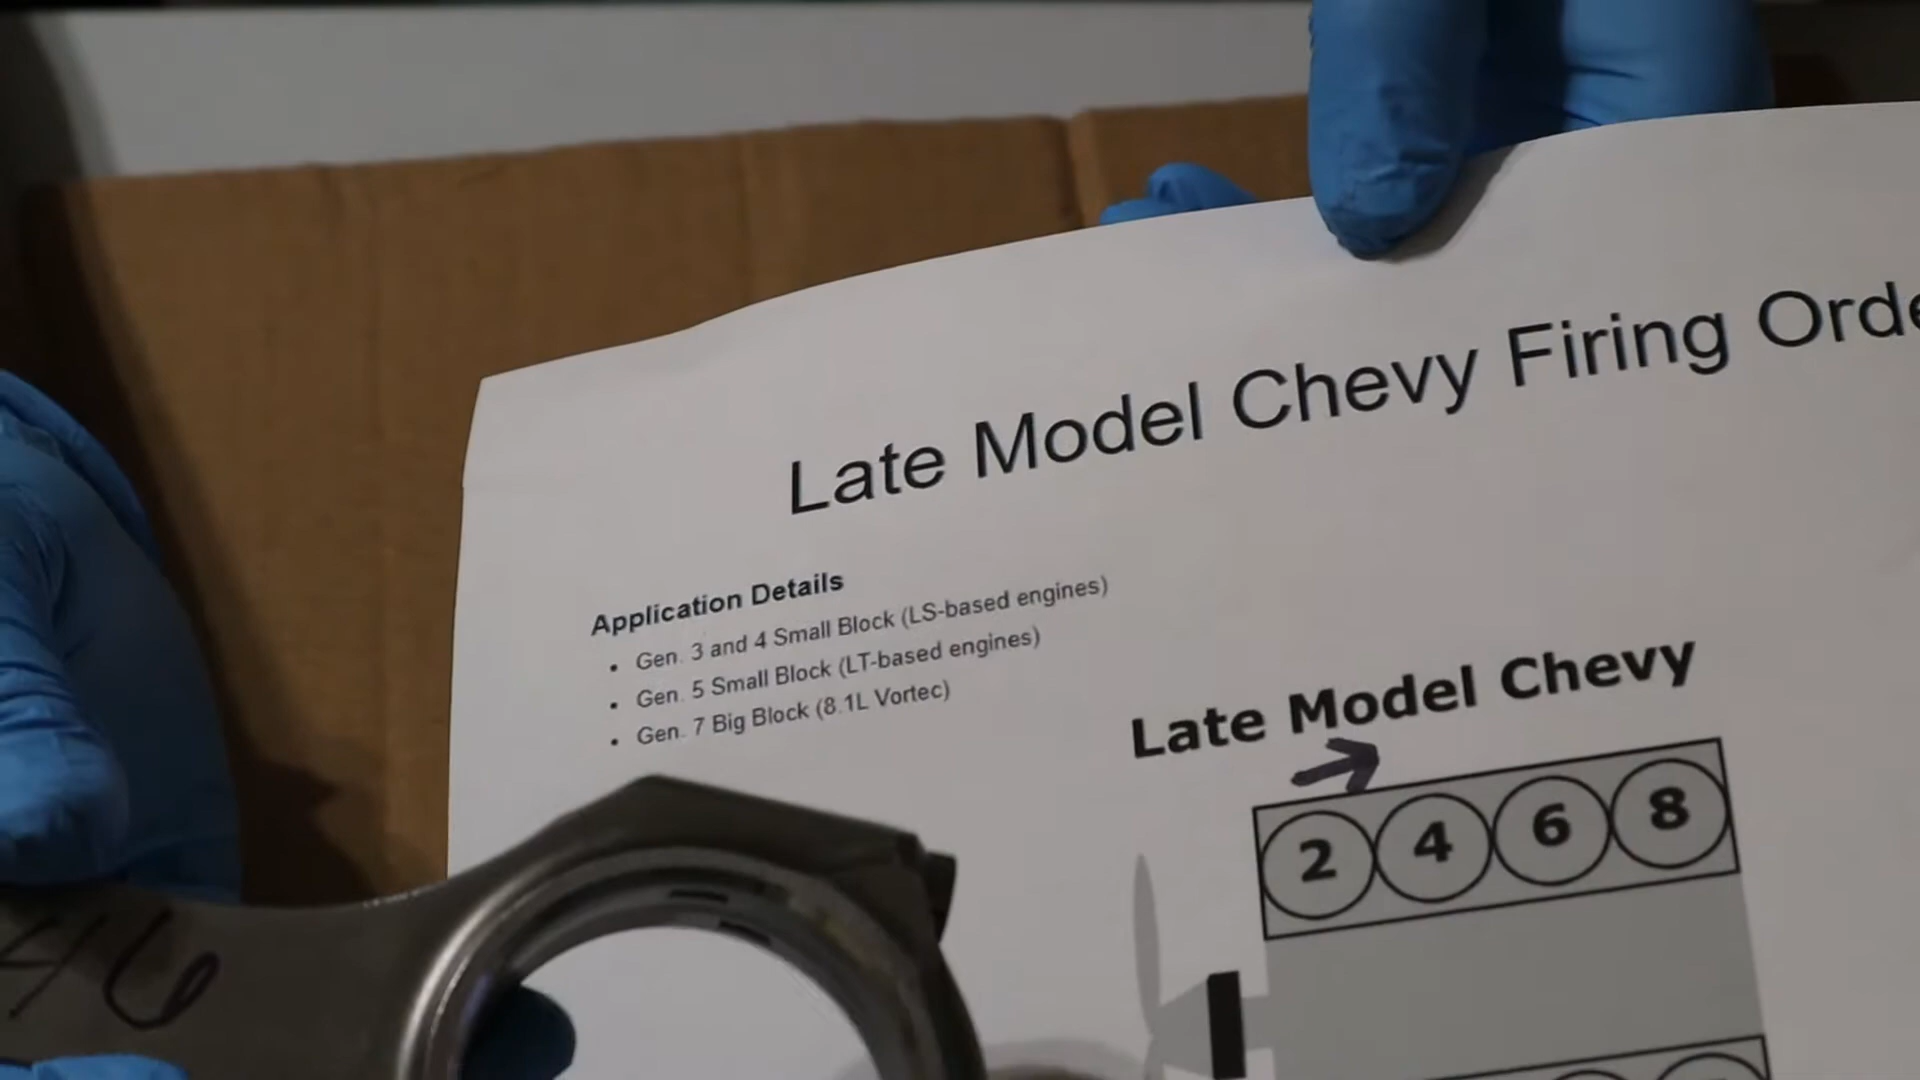 Late Model Chevy Firing Orde
Application Details
• Gen. 3 and 4 Small Block (LS-based engines)
• Gen. 5 Small Block (LT-based engines)
• Gen. 7 Big Block (8.1L Vortec)
Late Model Chevy
2 4 6 8
#6